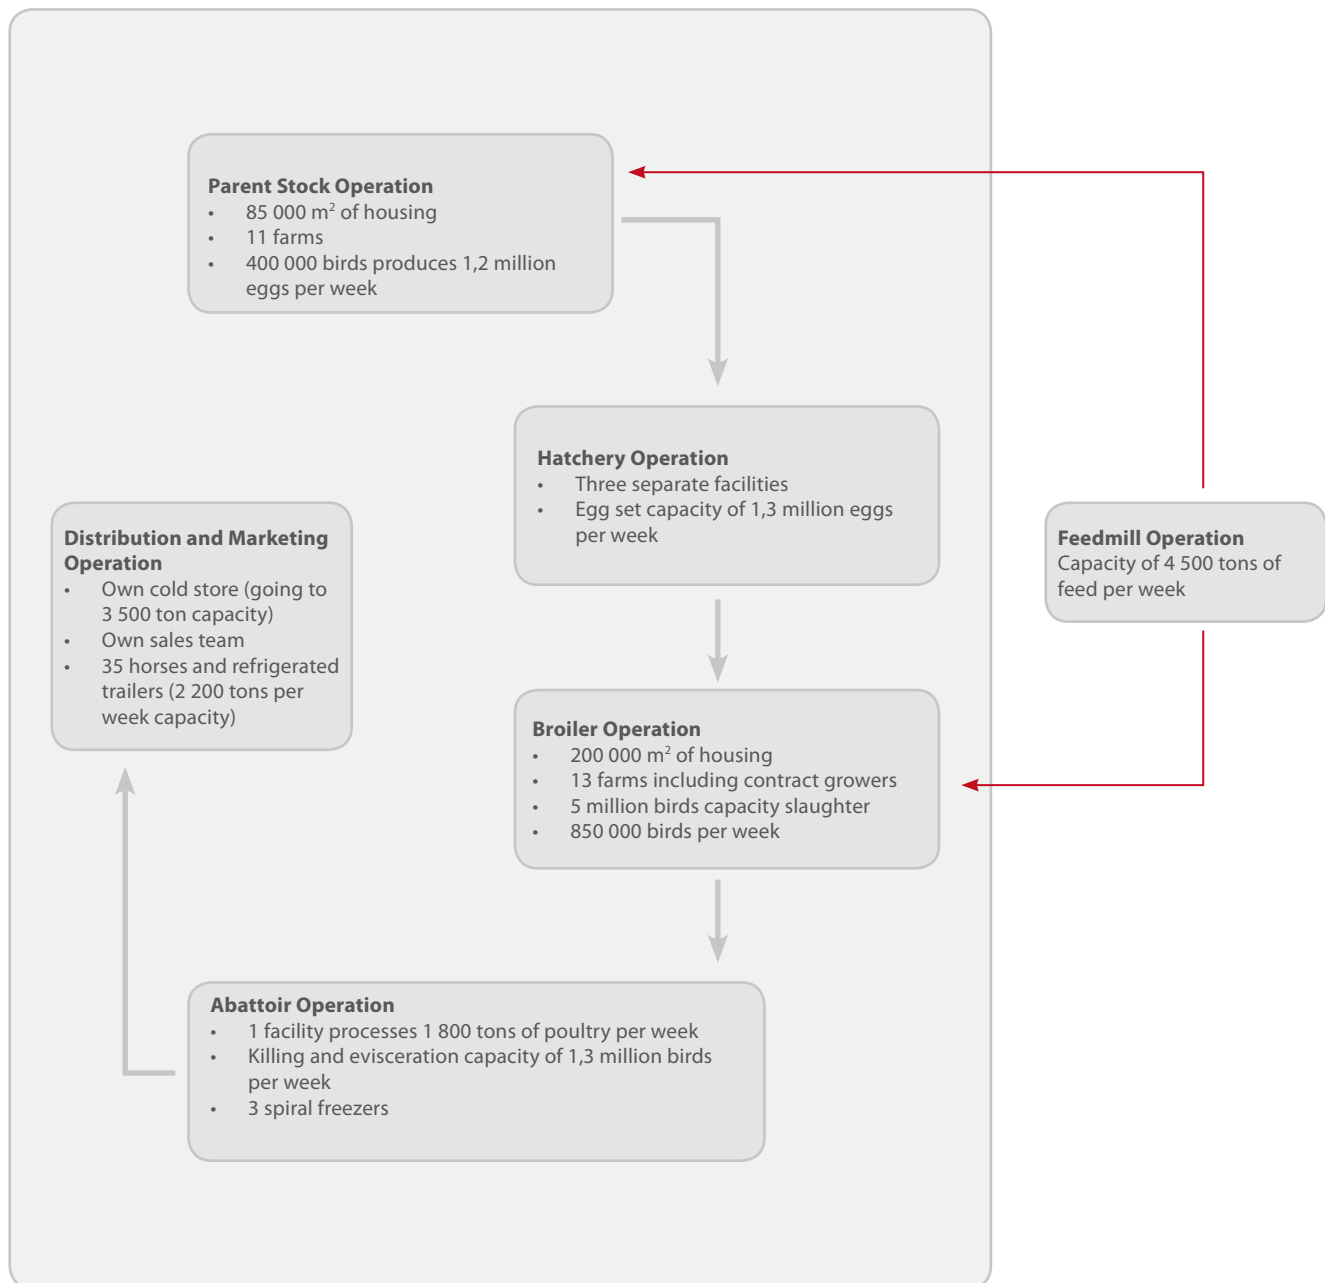 Parent Stock Operation
• 85 000 m² of housing
• 11 farms
• 400 000 birds produces 1,2 million
eggs per week
Hatchery Operation
• Three separate facilities
• Egg set capacity of 1,3 million eggs
per week
Distribution and Marketing
Operation
• Own cold store (going to
3 500 ton capacity)
• Own sales team
• 35 horses and refrigerated
trailers (2 200 tons per
week capacity)
Feedmill Operation
Capacity of 4 500 tons of
feed per week
Broiler Operation
• 200 000 m² of housing
• 13 farms including contract growers
• 5 million birds capacity slaughter
• 850 000 birds per week
Abattoir Operation
• 1 facility processes 1 800 tons of poultry per week
• Killing and evisceration capacity of 1,3 million birds
per week
• 3 spiral freezers